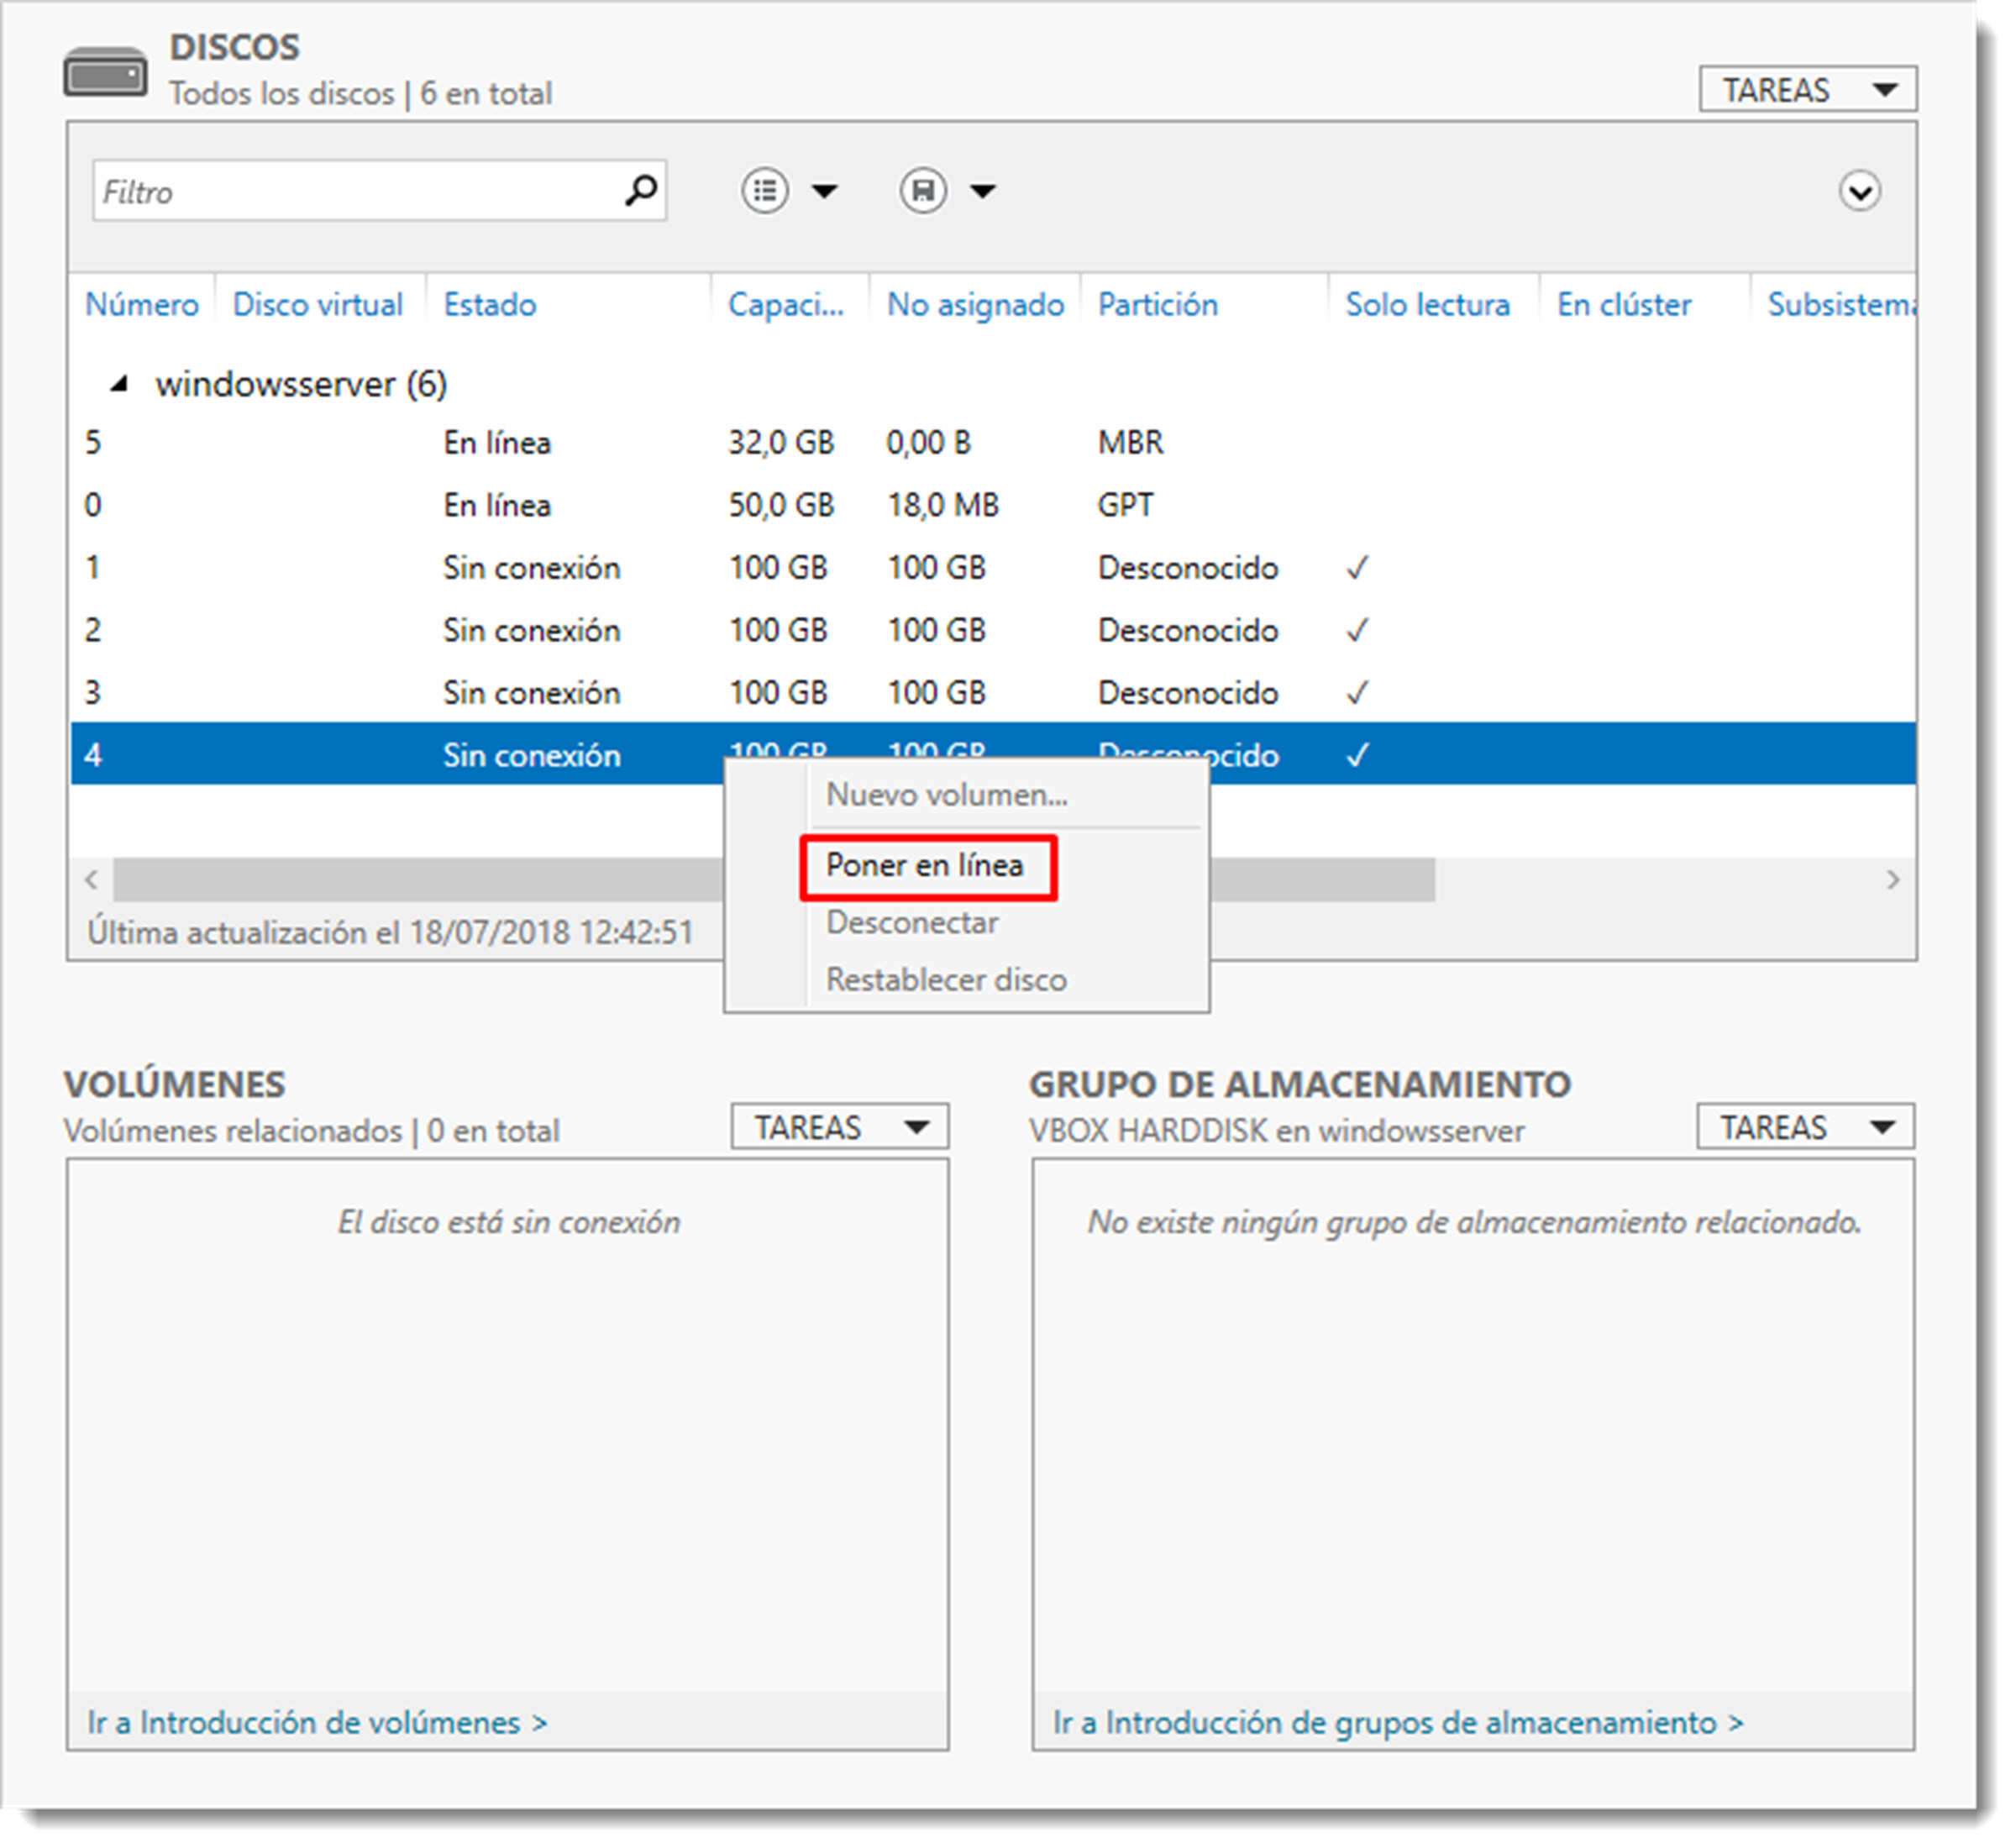 DISCOS
Todos los discos | 6 en total
TAREAS
Filtro
Número Disco virtual Estado Capaci... No asignado Partición Solo lectura En clúster Subsistema
windowsserver (6)
5 En línea 32,0 GB 0,00 B MBR
0 En línea 50,0 GB 18,0 MB GPT
1 Sin conexión 100 GB 100 GB Desconocido ✓
2 Sin conexión 100 GB 100 GB Desconocido ✓
3 Sin conexión 100 GB 100 GB Desconocido ✓
4 Sin conexión 100 GB 100 GB Desconocido ✓
Nuevo volumen...
Poner en línea
Desconectar
Restablecer disco
Última actualización el 18/07/2018 12:42:51
VOLÚMENES
Volúmenes relacionados | 0 en total
TAREAS
El disco está sin conexión
Ir a Introducción de volúmenes >
GRUPO DE ALMACENAMIENTO
VBOX HARDDISK en windowsserver
TAREAS
No existe ningún grupo de almacenamiento relacionado.
Ir a Introducción de grupos de almacenamiento >